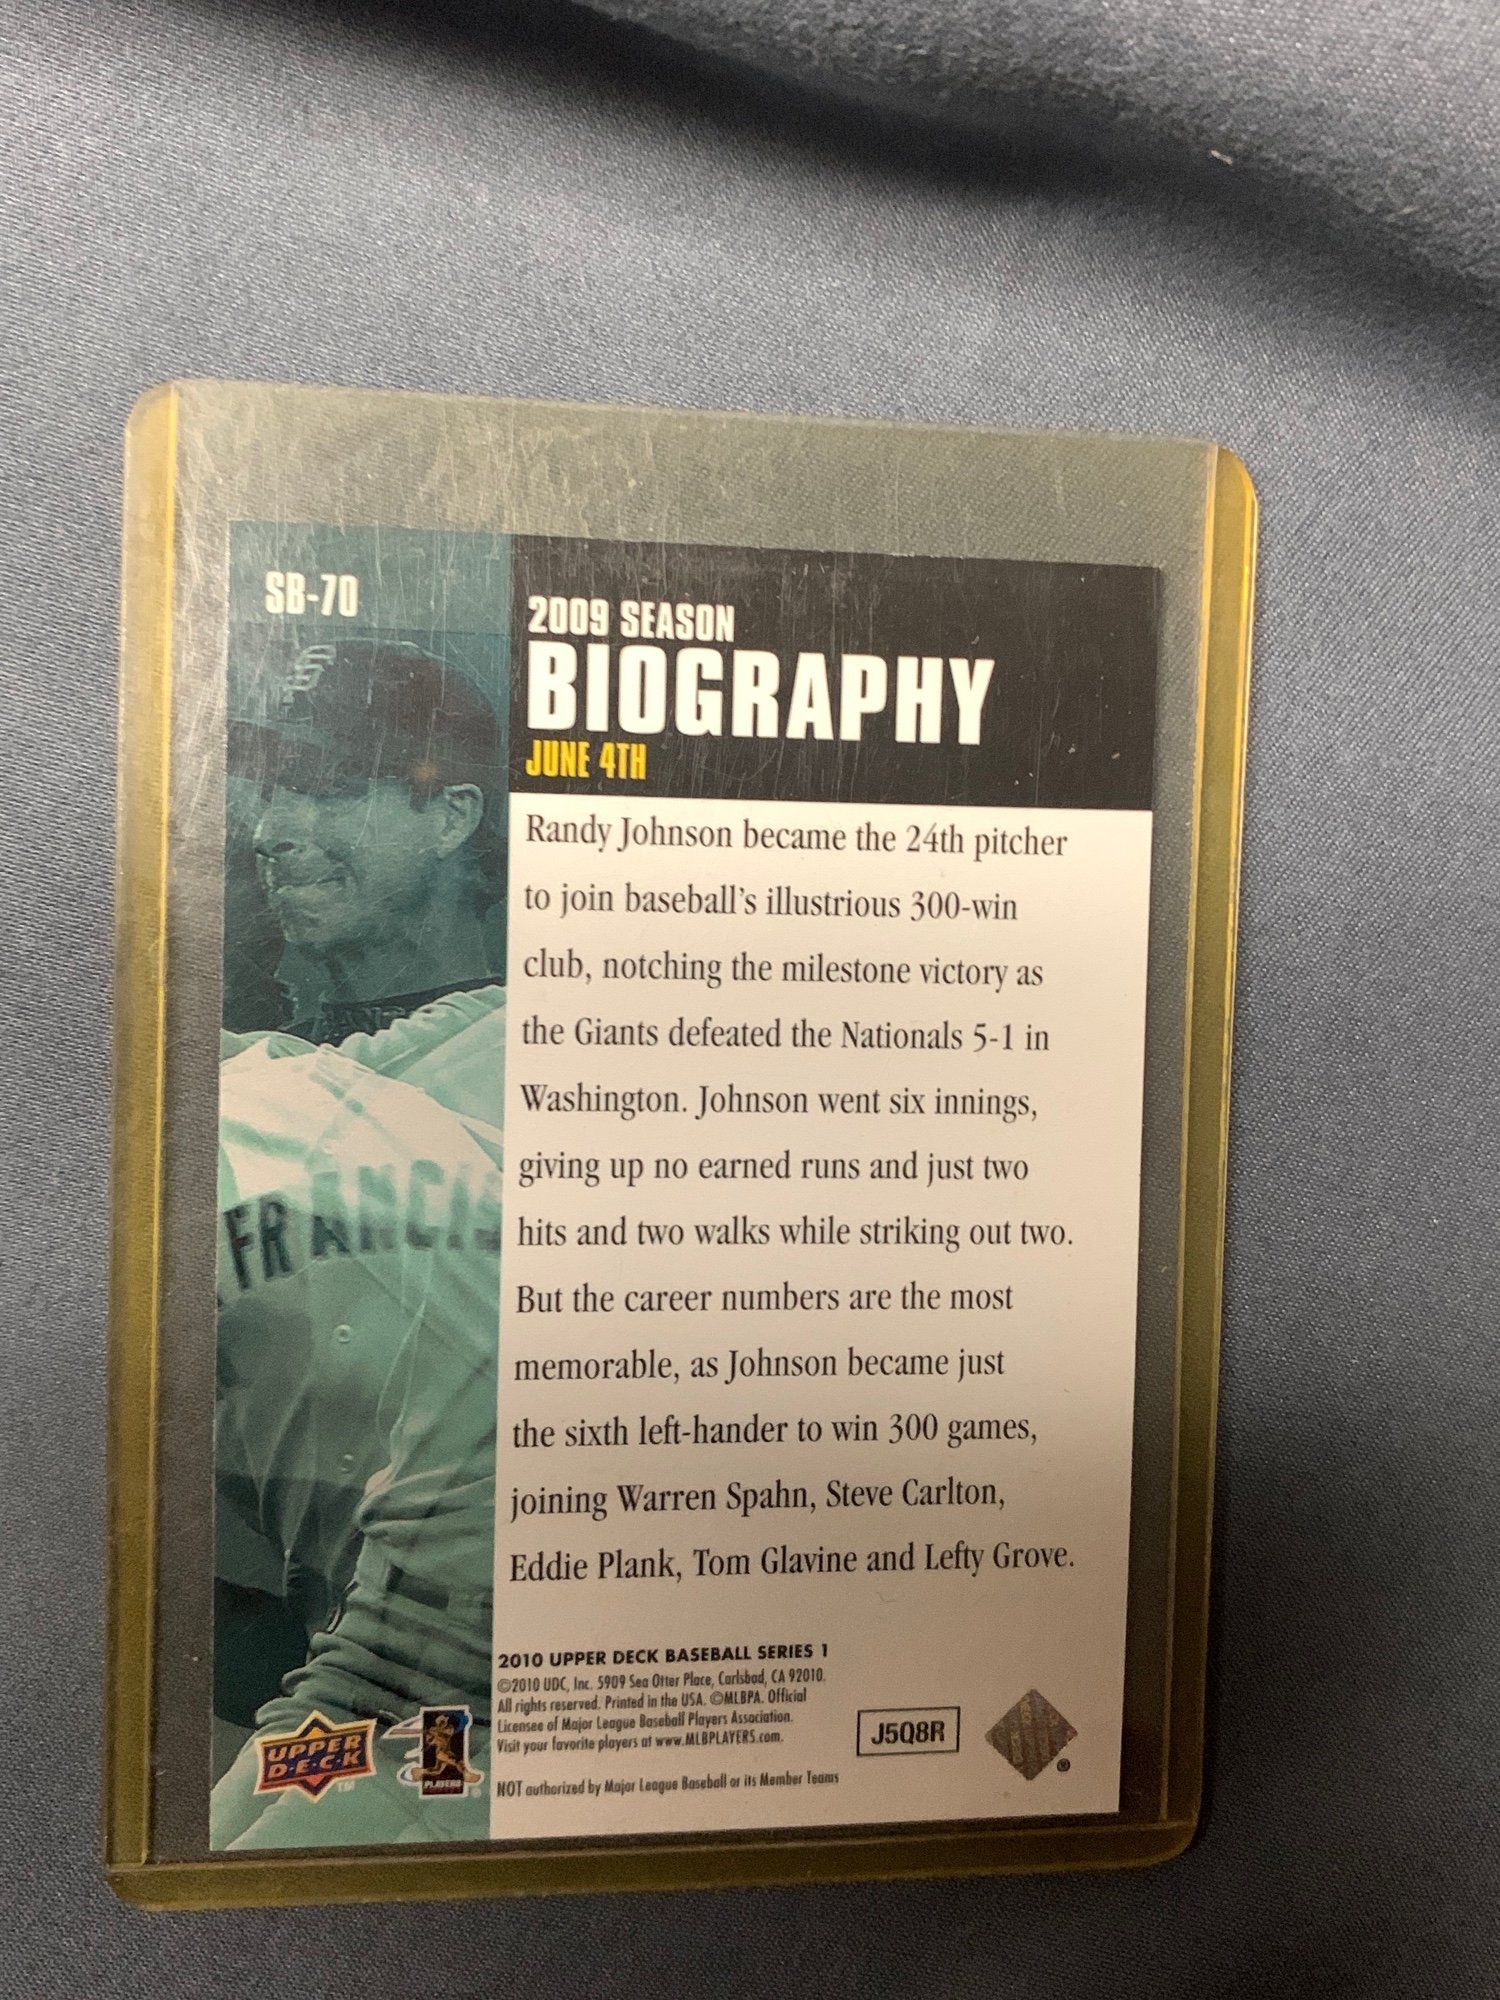 SB-70
2009 SEASON
BIOGRAPHY
JUNE 4TH
Randy Johnson became the 24th pitcher
to join baseball's illustrious 300-win
club, notching the milestone victory as
the Giants defeated the Nationals 5-1 in
Washington. Johnson went six innings,
giving up no earned runs and just two
hits and two walks while striking out two.
But the career numbers are the most
memorable, as Johnson became just
the sixth left-hander to win 300 games,
joining Warren Spahn, Steve Carlton,
Eddie Plank, Tom Glavine and Lefty Grove.
FRANCIS
2010 UPPER DECK BASEBALL SERIES 1
©2010 UDC, Inc. 5909 Sea Otter Place, Carlsbad, CA 92010.
All rights reserved. Printed in the USA. ©MLBPA. Official
Licensee of Major League Baseball Players Association.
Visit your favorite players at www.MLBPLAYERS.com.
NOT authorized by Major League Baseball or its Member Teams
UPPER
D·E·C·K
TM
PLAYERS
®
J5Q8R
®